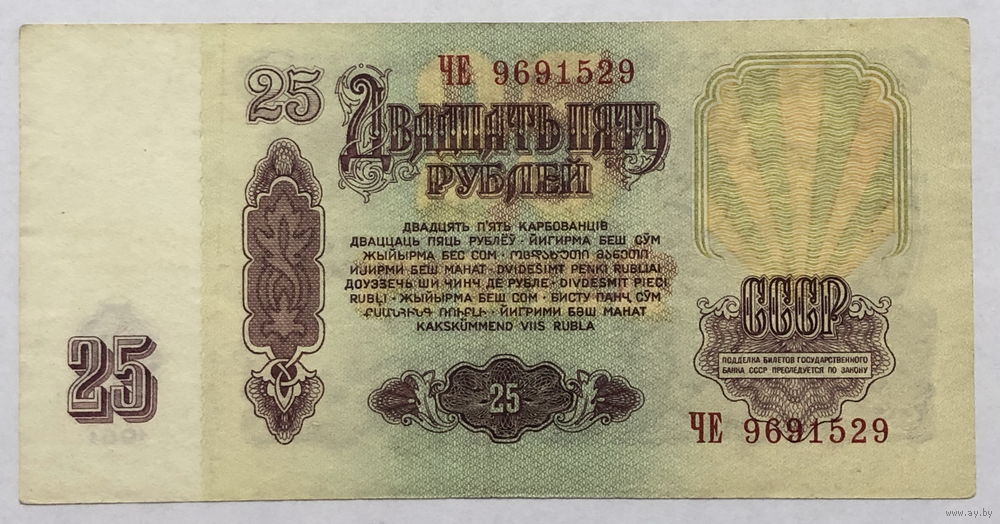 25
ЧЕ 9691529
ДВАДЦАТЬ ПЯТЬ
РУБЛЕЙ
ДВАДЦЯТЬ П'ЯТЬ КАРБОВАНЦІВ
ДВАЦЦАЦЬ ПЯЦЬ РУБЛЁЎ · ЙИГИРМА БЕШ СЎМ
ЖЫЙЫРМА БЕС СОМ · ᲝᲪᲓᲐᲮᲣᲗᲘ ᲛᲐᲜᲔᲗᲘ
ИЈИРМИ БЕШ МАНАТ · DVIDEŠIMT PENKI RUBLIAI
ДОУЭЗЕЧЬ ШИ ЧИНЧ ДЕ РУБЛЕ · DIVDESMIT PIECI
RUBĻI · ЖЫЙЫРМА БЕШ СОМ · БИСТУ ПАНҶ СЎМ
ՔՍԱՆՀԻՆԳ ՌՈՒԲԼԻ · ЙИГРИМИ БӘШ МАНАТ
KAKSKÜMMEND VIIS RUBLA
СССР
ПОДДЕЛКА БИЛЕТОВ ГОСУДАРСТВЕННОГО
БАНКА СССР ПРЕСЛЕДУЕТСЯ ПО ЗАКОНУ
25
25
ЧЕ 9691529
www.ay.by